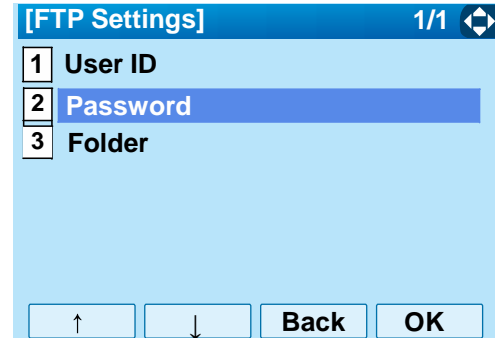 [FTP Settings] 1/1
1 User ID
2 Password
3 Folder
↑ ↓ Back OK